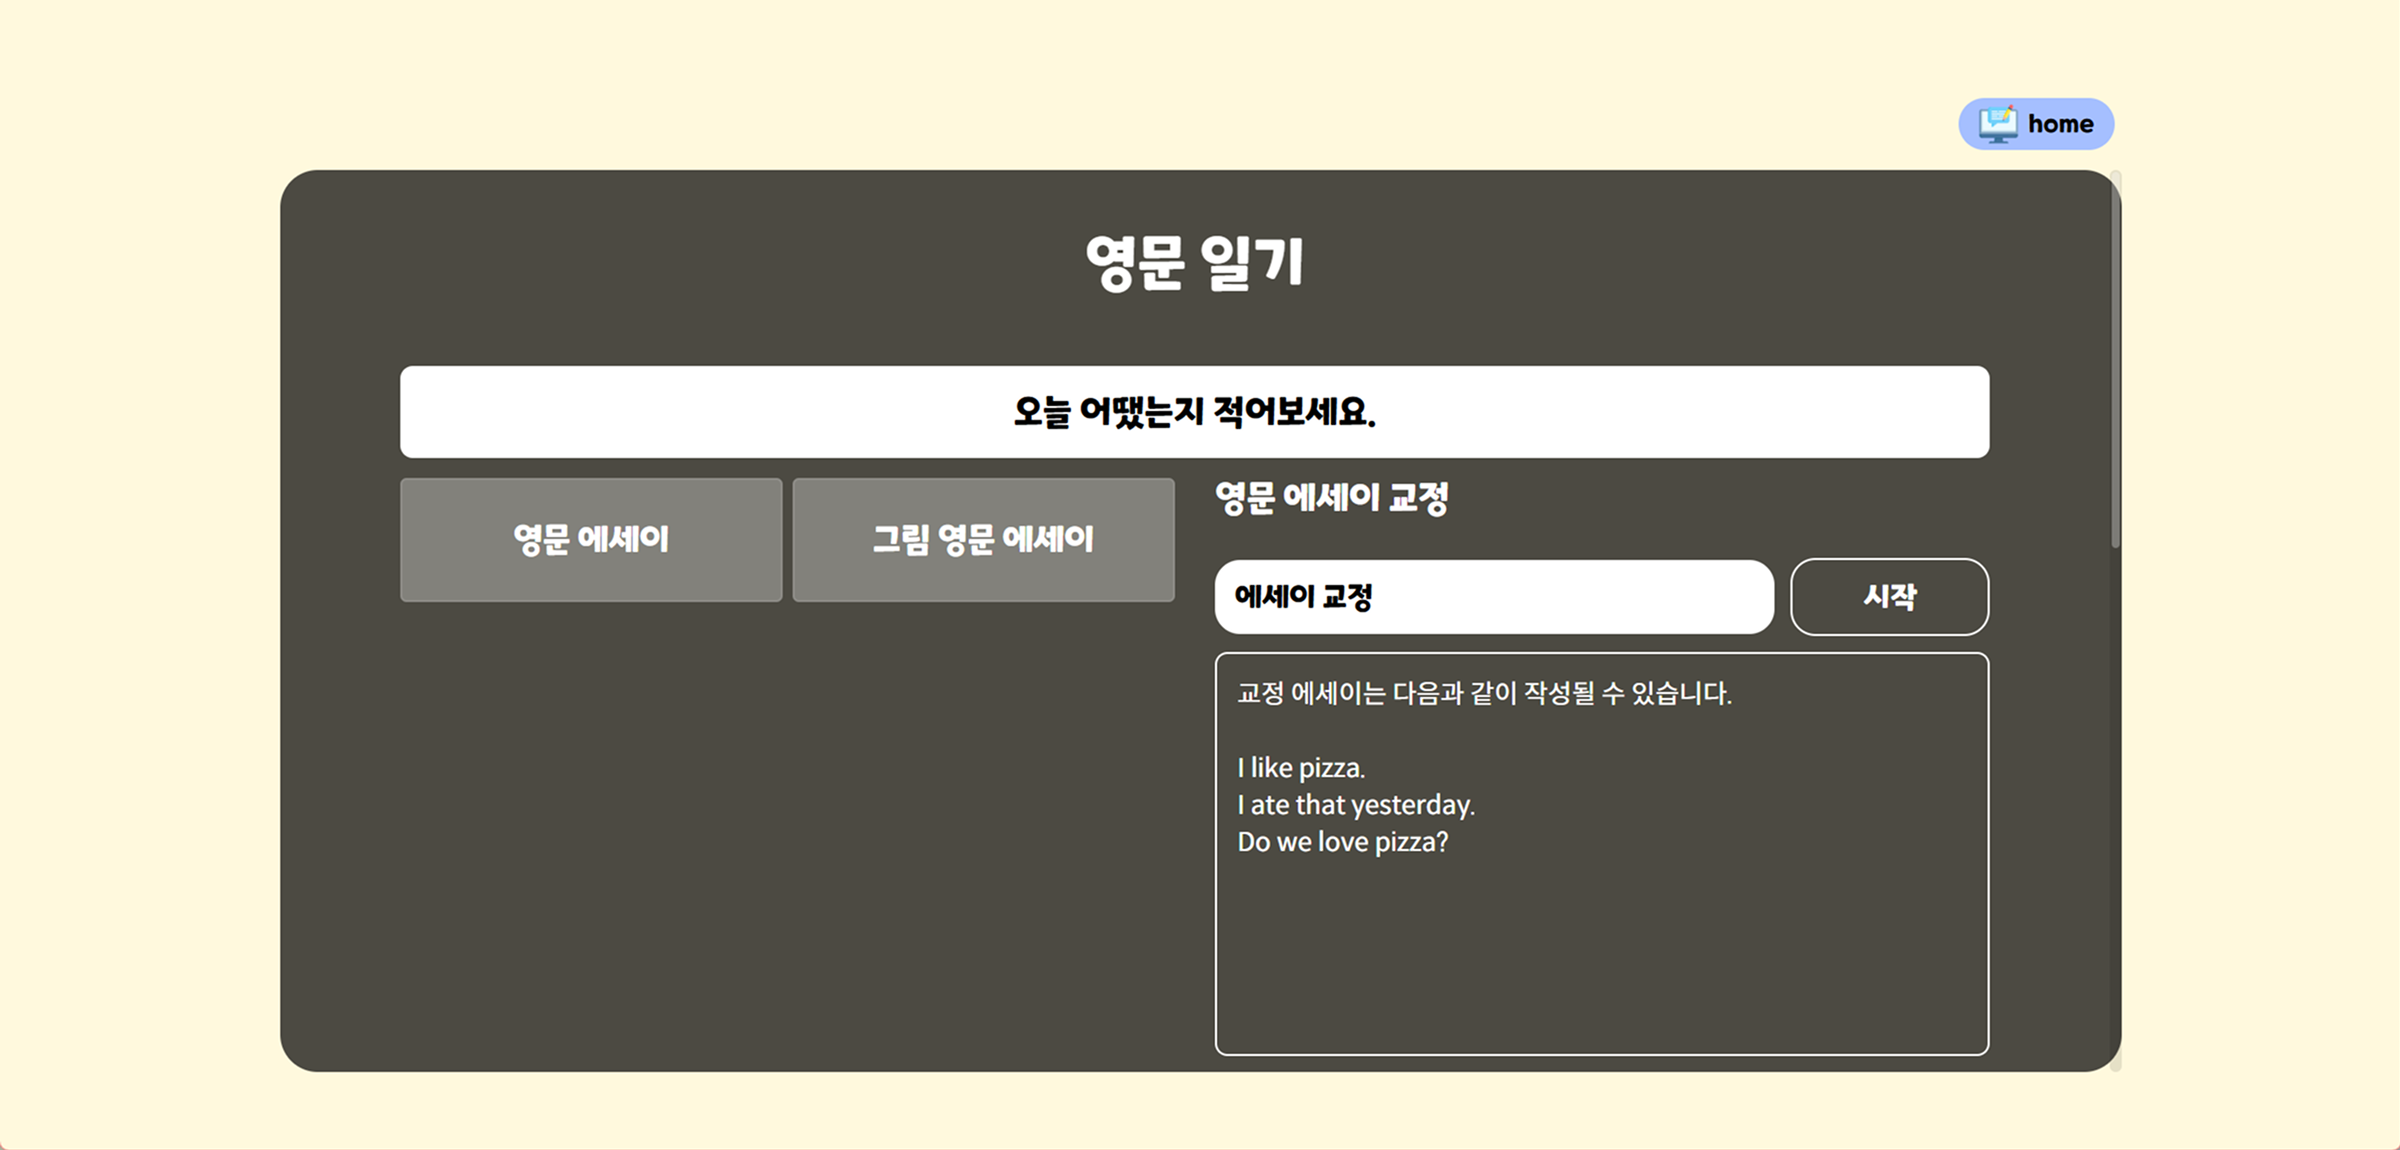 home
영문 일기
오늘 어땠는지 적어보세요.
영문 에세이
그림 영문 에세이
영문 에세이 교정
에세이 교정
시작
교정 에세이는 다음과 같이 작성될 수 있습니다.
I like pizza.
I ate that yesterday.
Do we love pizza?